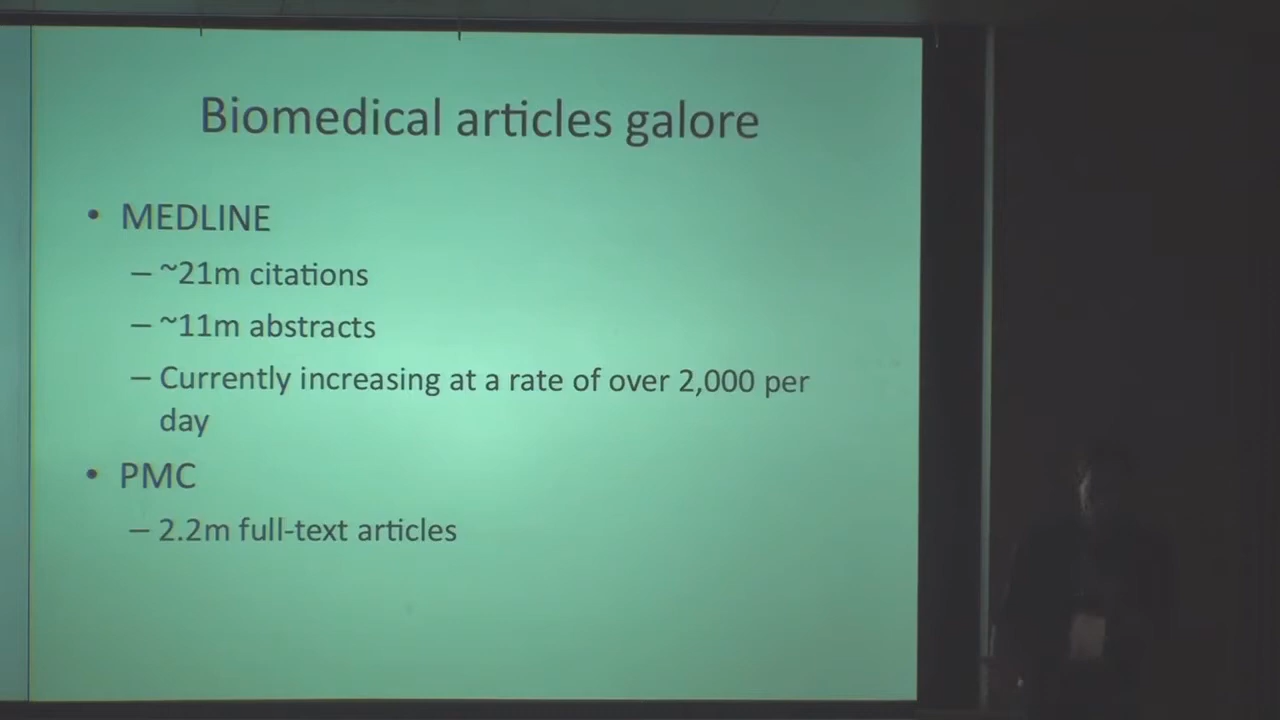 Biomedical articles galore
• MEDLINE
– ~21m citations
– ~11m abstracts
– Currently increasing at a rate of over 2,000 per
day
• PMC
– 2.2m full-text articles